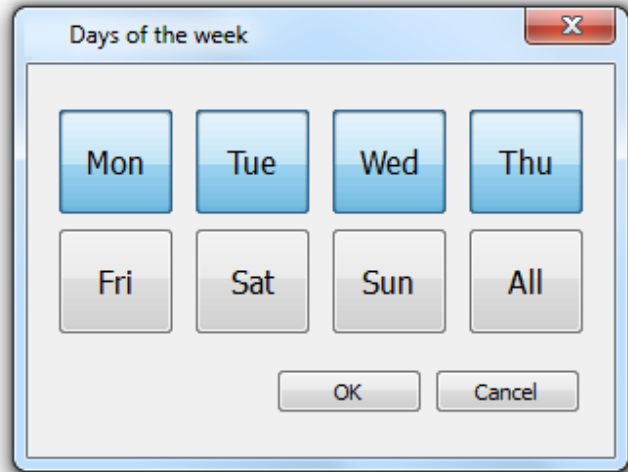 Days of the week
Mon Tue Wed Thu
Fri Sat Sun All
OK Cancel